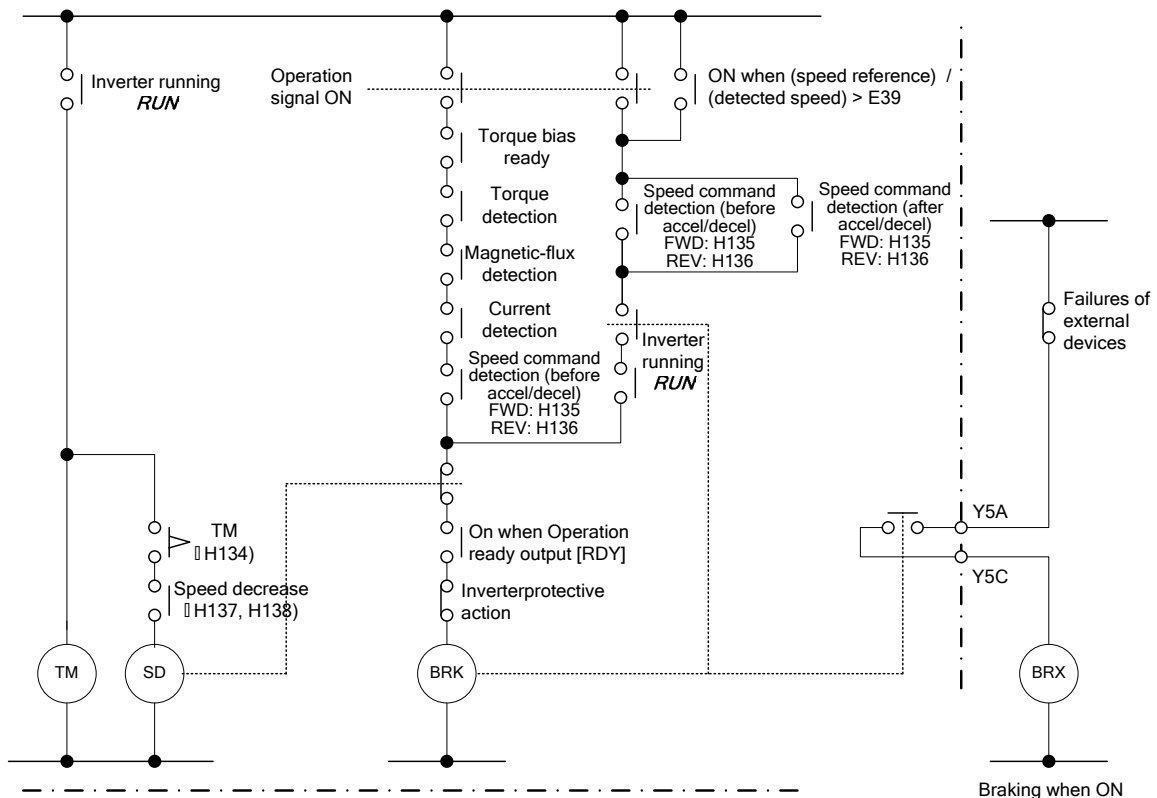 Inverter running
RUN
Operation
signal ON
ON when (speed reference) /
(detected speed) > E39
Torque bias
ready
Torque
detection
Magnetic-flux
detection
Current
detection
Speed command
detection (before
accel/decel)
FWD: H135
REV: H136
Speed command
detection (before
accel/decel)
FWD: H135
REV: H136
Speed command
detection (after
accel/decel)
FWD: H135
REV: H136
Inverter
running
RUN
Failures of
external
devices
TM
H134)
Speed decrease
H137, H138)
On when Operation
ready output [RDY]
Inverterprotective
action
Y5A
Y5C
TM
SD
BRK
BRX
Braking when ON